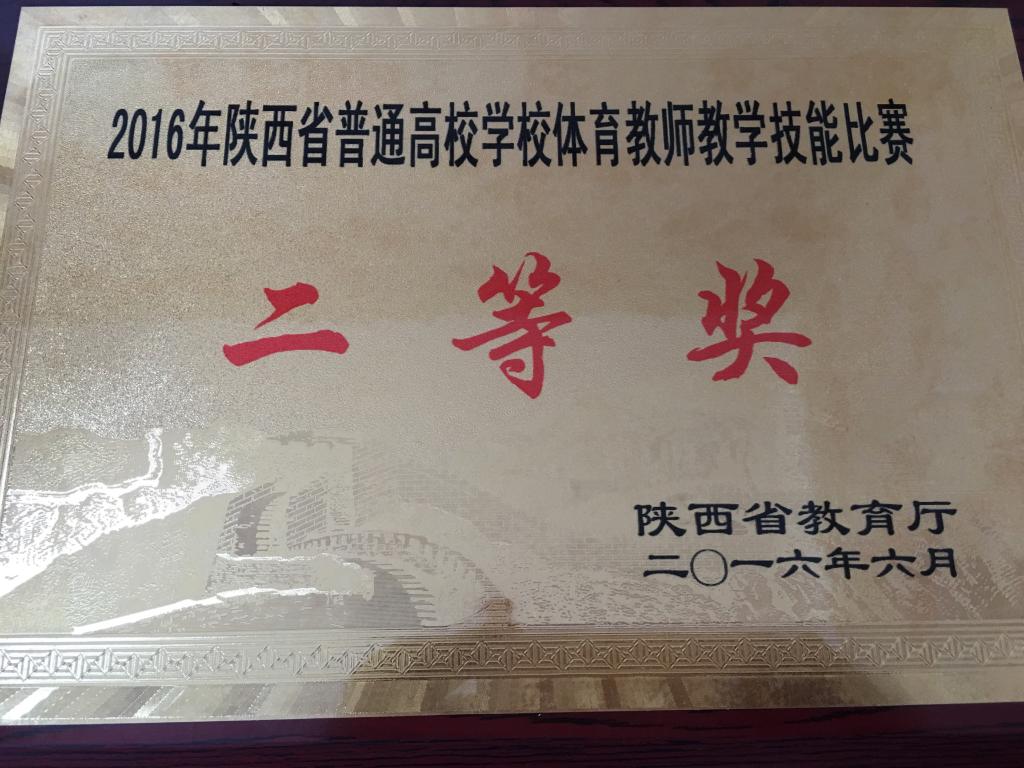 2016年陕西省普通高校学校体育教师教学技能比赛
二等奖
陕西省教育厅
二〇一六年六月